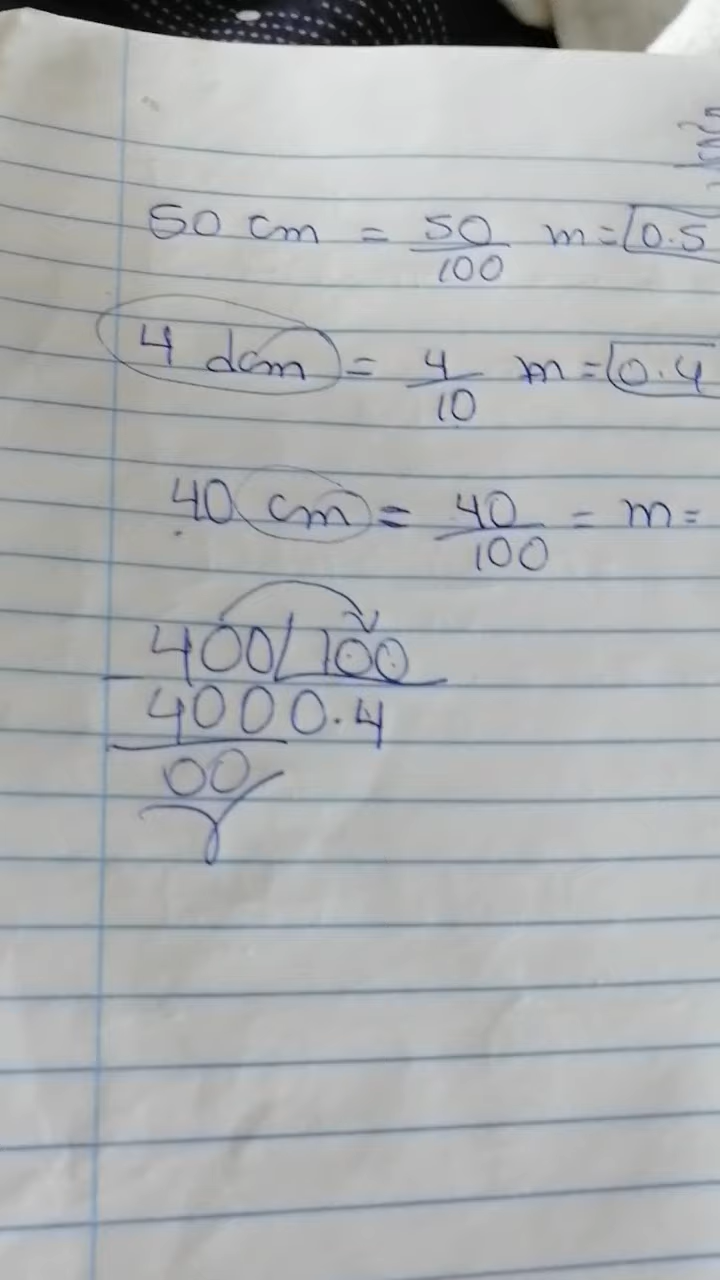 50 cm = 50/100 m = 0.5
4 dcm = 4/10 m = 0.4
40 cm = 40/100 = m =
400 100
400 0.4
00